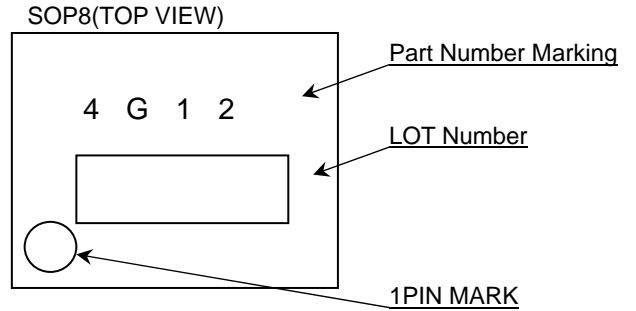 SOP8(TOP VIEW)
Part Number Marking
4 G 1 2
LOT Number
1PIN MARK